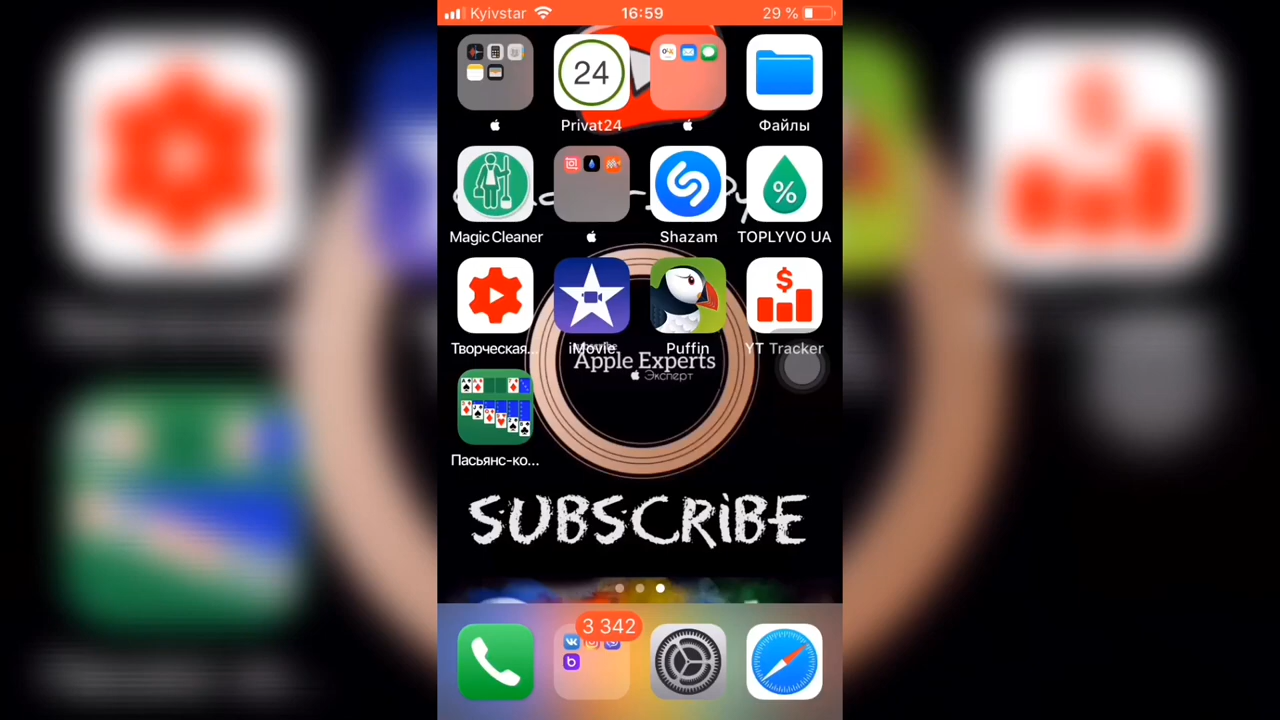 Kyivstar 16:59 29 %
24
Privat24 Файлы
%
Magic Cleaner Shazam TOPLYVO UA
$
Творческая... iMovie Puffin YT Tracker
Apple Experts
Эксперт
Пасьянс-ко...
SUBSCRIBE
3 342